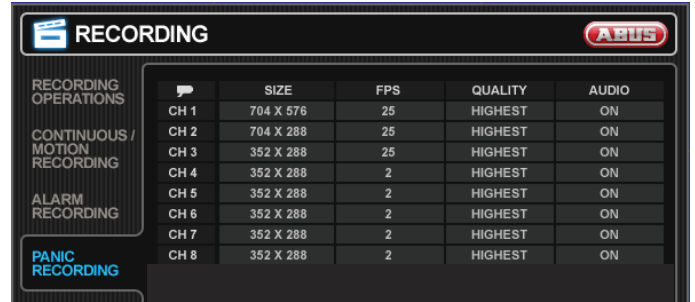 RECORDING
ABUS
RECORDING
OPERATIONS
CONTINUOUS /
MOTION
RECORDING
ALARM
RECORDING
PANIC
RECORDING
SIZE FPS QUALITY AUDIO
CH 1 704 X 576 25 HIGHEST ON
CH 2 704 X 288 25 HIGHEST ON
CH 3 352 X 288 25 HIGHEST ON
CH 4 352 X 288 2 HIGHEST ON
CH 5 352 X 288 2 HIGHEST ON
CH 6 352 X 288 2 HIGHEST ON
CH 7 352 X 288 2 HIGHEST ON
CH 8 352 X 288 2 HIGHEST ON